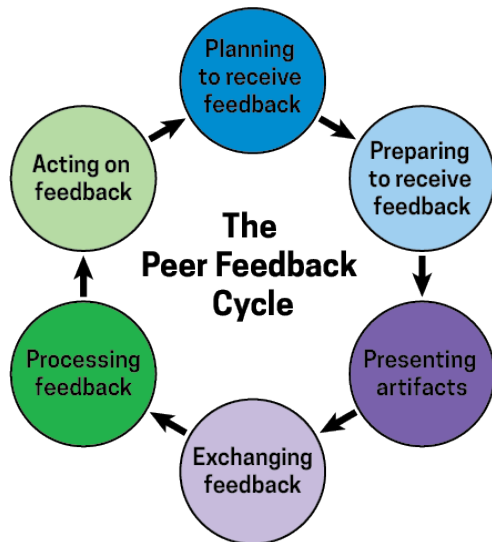 Planning
to receive
feedback
Preparing
to receive
feedback
Presenting
artifacts
Exchanging
feedback
Processing
feedback
Acting on
feedback
The
Peer Feedback
Cycle